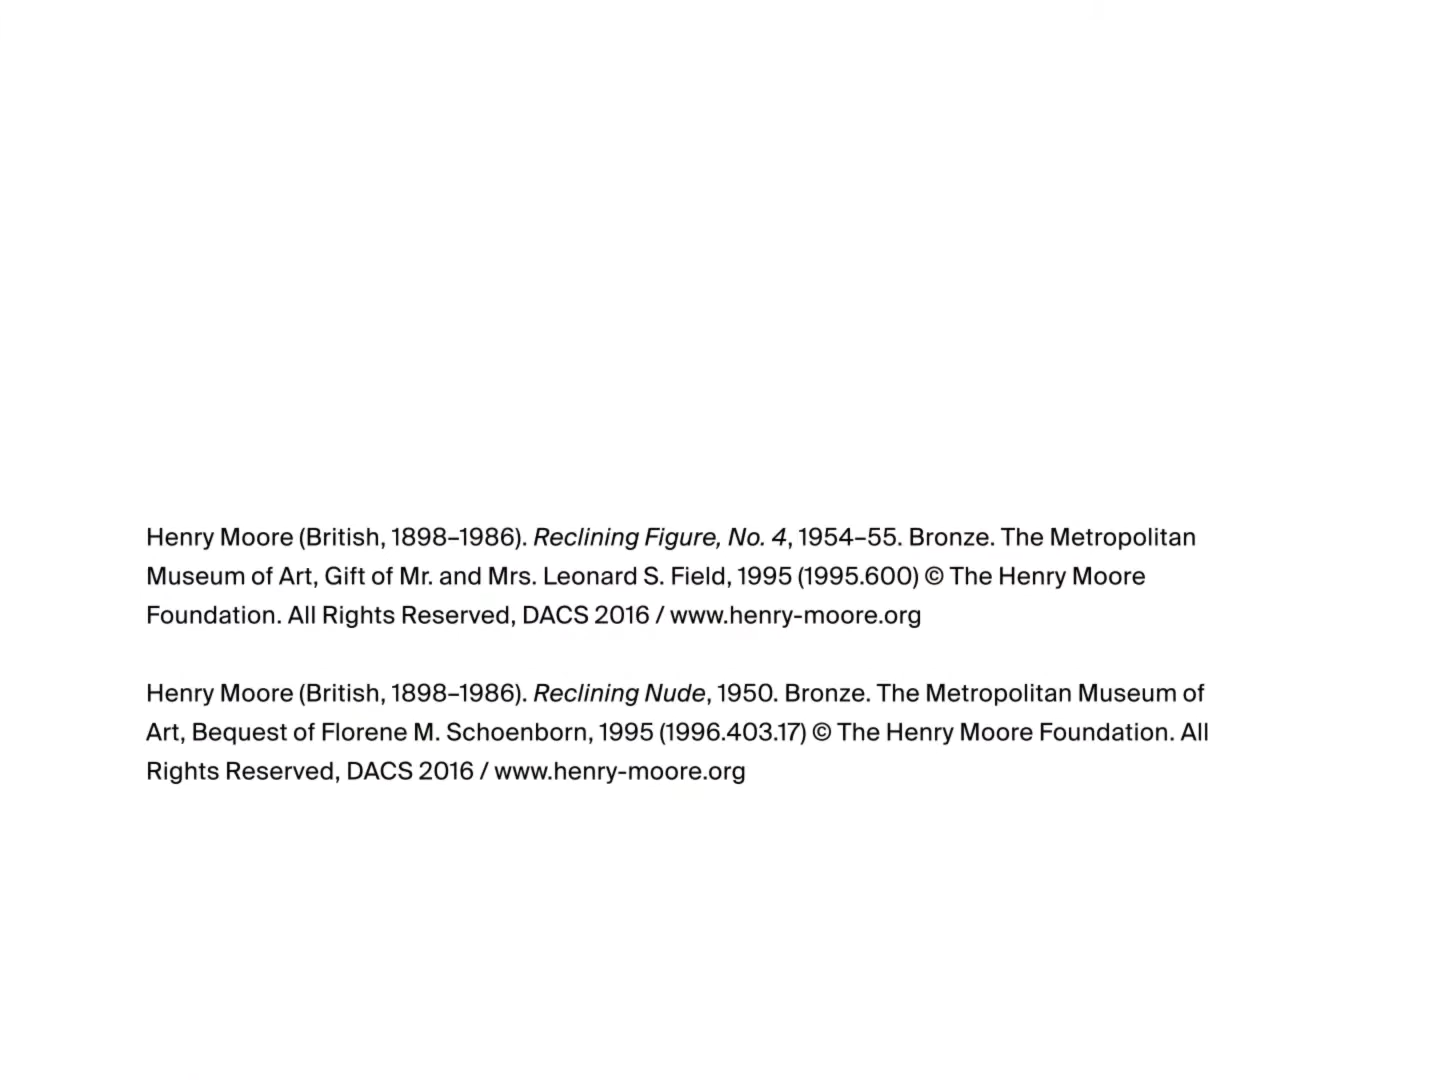 Henry Moore (British, 1898–1986). Reclining Figure, No. 4, 1954–55. Bronze. The Metropolitan
Museum of Art, Gift of Mr. and Mrs. Leonard S. Field, 1995 (1995.600) © The Henry Moore
Foundation. All Rights Reserved, DACS 2016 / www.henry-moore.org
Henry Moore (British, 1898–1986). Reclining Nude, 1950. Bronze. The Metropolitan Museum of
Art, Bequest of Florene M. Schoenborn, 1995 (1996.403.17) © The Henry Moore Foundation. All
Rights Reserved, DACS 2016 / www.henry-moore.org